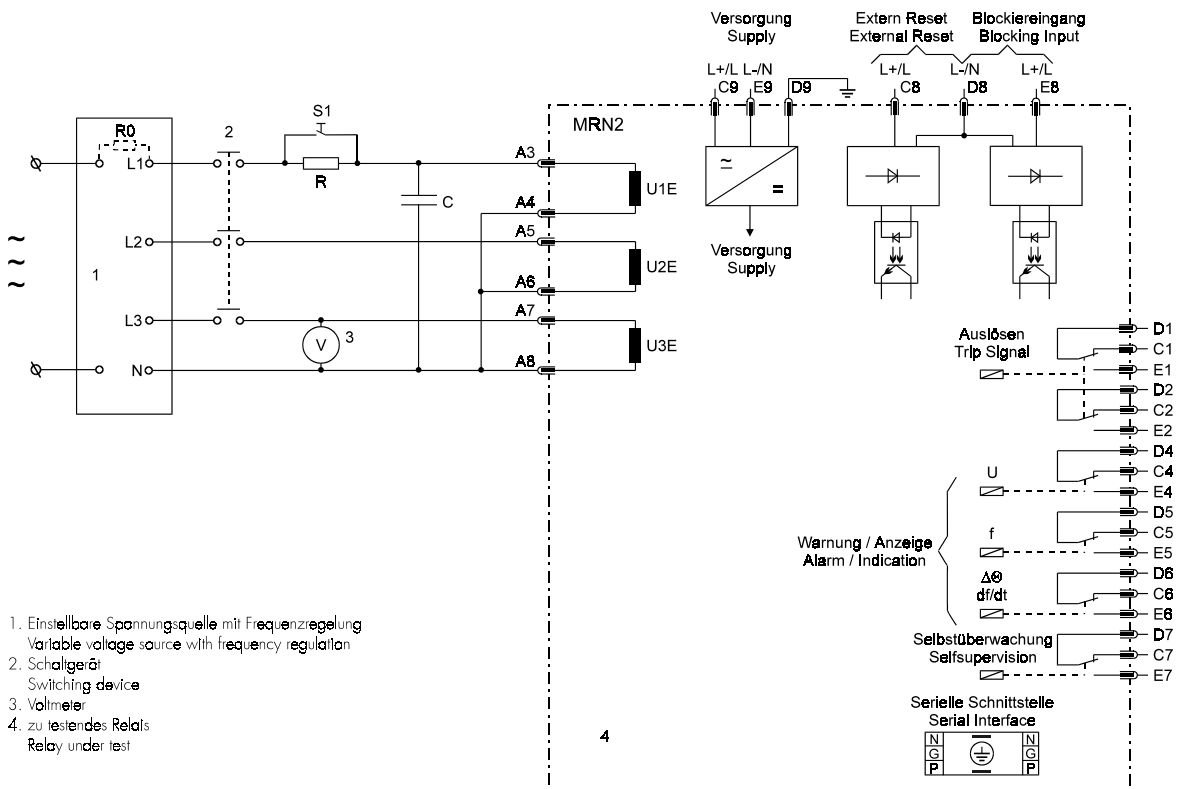 Versorgung
Supply
Extern Reset
External Reset
Blockiereingang
Blocking Input
L+/L L-/N
C9 E9 D9
L+/L L-/N L+/L
C8 D8 E8
MRN2
R0
L1
2
S1
R
A3
U1E
A4
C
A5
L2
U2E
A6
1
A7
L3
V
3
U3E
A8
N
~
~
~
≃
=
Versorgung
Supply
Auslösen
Trip Signal
D1
C1
E1
D2
C2
E2
D4
U
C4
E4
D5
f
C5
E5
Warnung / Anzeige
Alarm / Indication
ΔΘ
df/dt
D6
C6
E6
Selbstüberwachung
Selfsupervision
D7
C7
E7
Serielle Schnittstelle
Serial Interface
N N
G G
P P
1. Einstellbare Spannungsquelle mit Frequenzregelung
Variable voltage source with frequency regulation
2. Schaltgerät
Switching device
3. Voltmeter
4. zu testendes Relais
Relay under test
4